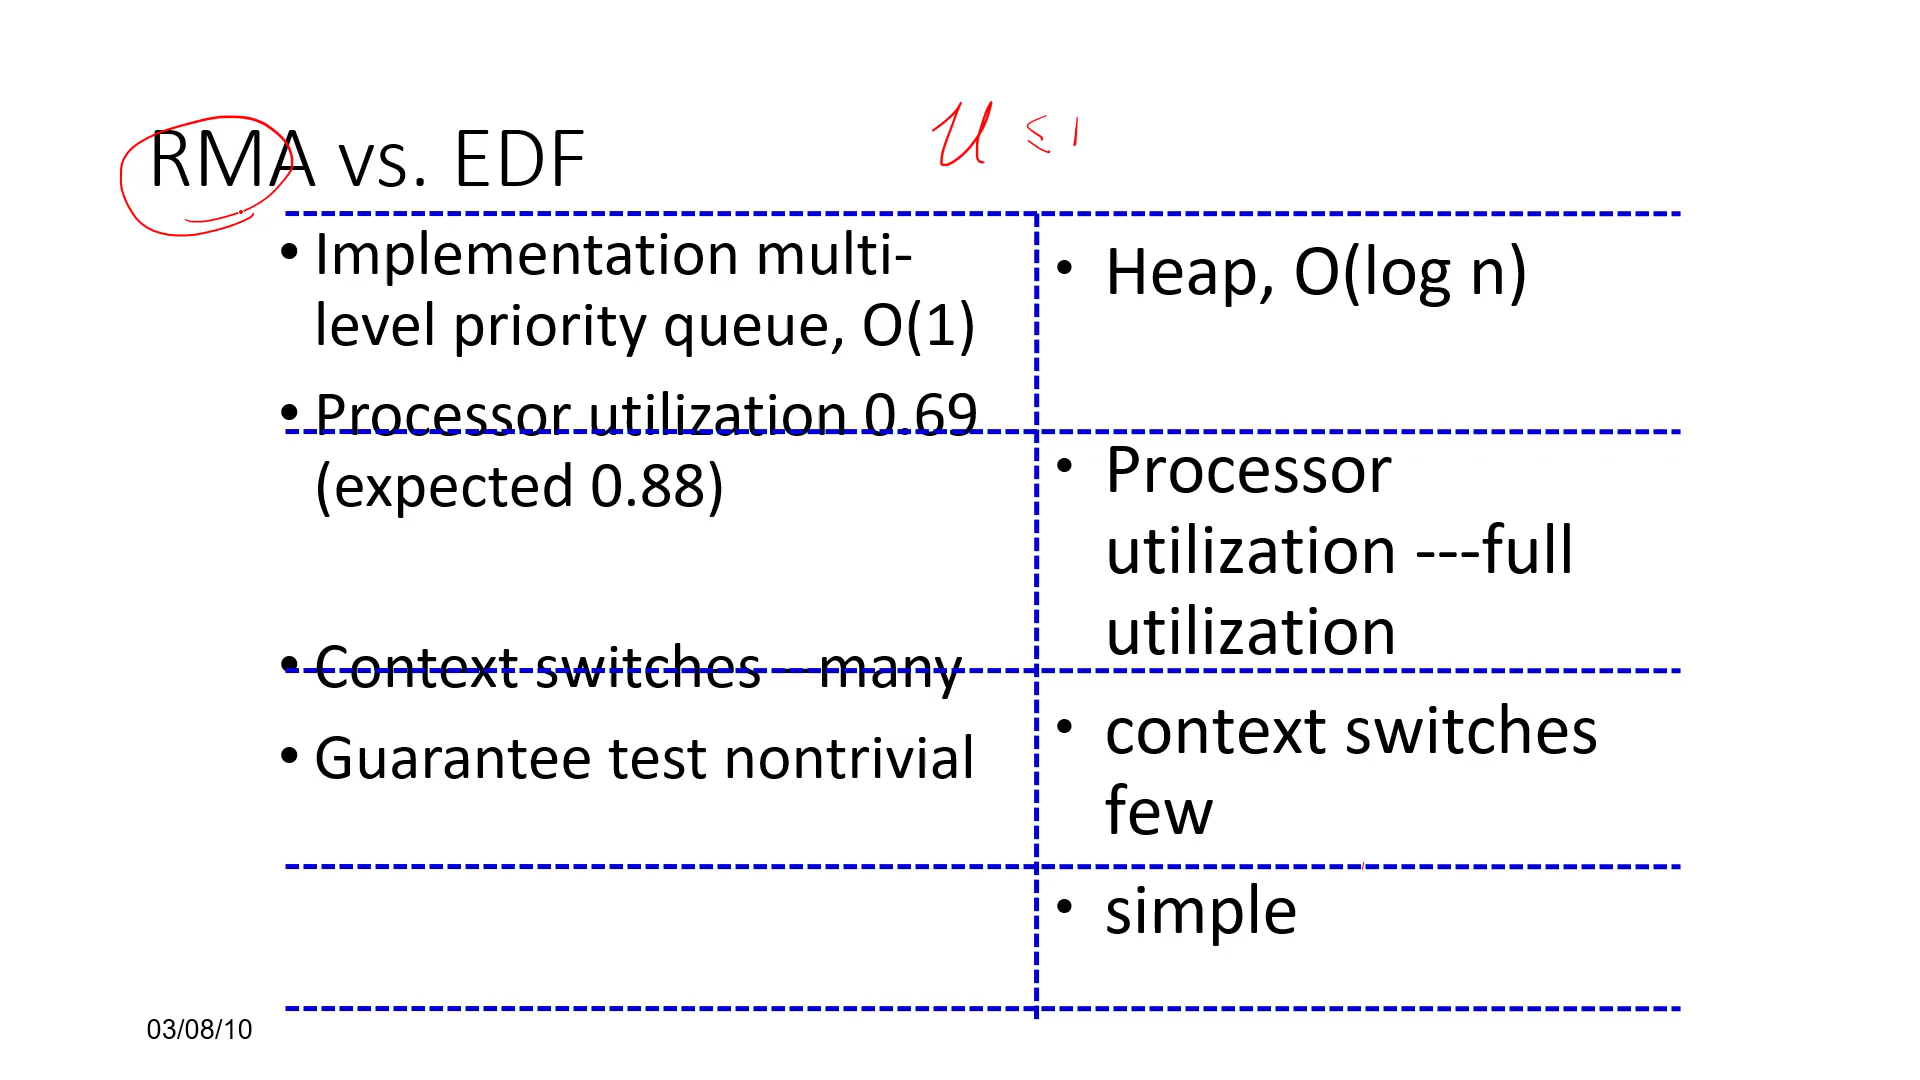 RMA vs. EDF
U ≤ 1
• Implementation multi-
level priority queue, O(1)
• Processor utilization 0.69
(expected 0.88)
• Context switches –many
• Guarantee test nontrivial
• Heap, O(log n)
• Processor
utilization ---full
utilization
• context switches
few
• simple
03/08/10